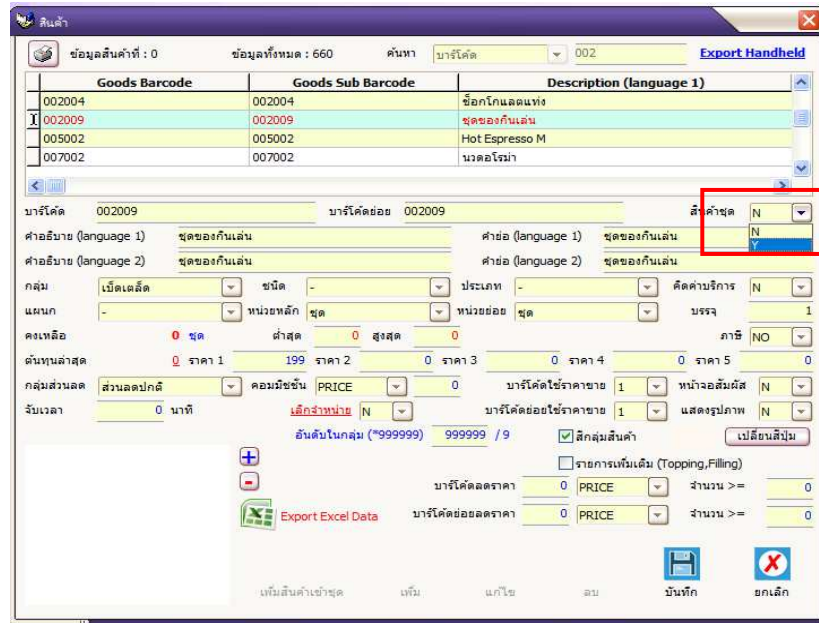 สินค้า
ข้อมูลสินค้าที่ : 0 ข้อมูลทั้งหมด : 660 ค้นหา บาร์โค้ด 002 Export Handheld
Goods Barcode Goods Sub Barcode Description (language 1)
002004 002004 ช็อกโกแลตแท่ง
002009 002009 ชุดของกินเล่น
005002 005002 Hot Espresso M
007002 007002 นวดอโรม่า
บาร์โค้ด 002009 บาร์โค้ดย่อย 002009 สินค้าชุด N
N
Y
คำอธิบาย (language 1) ชุดของกินเล่น คำย่อ (language 1) ชุดของกินเล่น
คำอธิบาย (language 2) ชุดของกินเล่น คำย่อ (language 2) ชุดของกินเล่น
กลุ่ม เบ็ดเตล็ด ชนิด - ประเภท - คิดค่าบริการ N
แผนก - หน่วยหลัก ชุด หน่วยย่อย ชุด บรรจุ 1
คงเหลือ 0 ชุด ต่ำสุด 0 สูงสุด 0 ภาษี NO
ต้นทุนล่าสุด 0 ราคา 1 199 ราคา 2 0 ราคา 3 0 ราคา 4 0 ราคา 5 0
กลุ่มส่วนลด ส่วนลดปกติ คอมมิชชั่น PRICE 0 บาร์โค้ดใช้ราคาขาย 1 หน้าจอสัมผัส N
จับเวลา 0 นาที เลิกจำหน่าย N บาร์โค้ดย่อยใช้ราคาขาย 1 แสดงรูปภาพ N
อันดับในกลุ่ม (*999999) 999999 / 9 สีกลุ่มสินค้า เปลี่ยนสีปุ่ม
รายการเพิ่มเติม (Topping,Filling)
บาร์โค้ดลดราคา 0 PRICE จำนวน >= 0
Export Excel Data บาร์โค้ดย่อยลดราคา 0 PRICE จำนวน >= 0
เพิ่มสินค้าเข้าชุด เพิ่ม แก้ไข ลบ บันทึก ยกเลิก